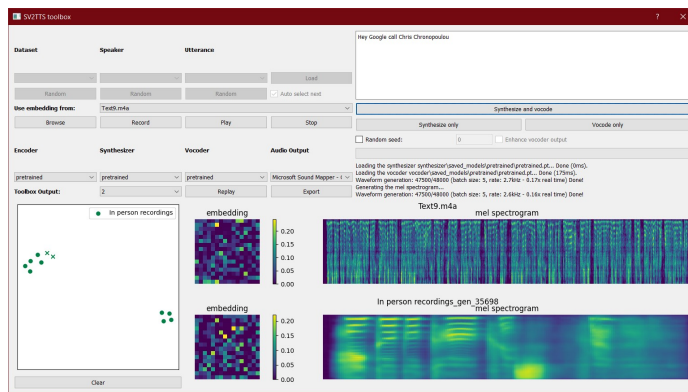 SV2TTS toolbox
Dataset Speaker Utterance
Load
Random Random Random Auto select next
Use embedding from: Text9.m4a
Browse Record Play Stop
Encoder Synthesizer Vocoder Audio Output
pretrained pretrained pretrained Microsoft Sound Mapper -
Toolbox Output: 2 Replay Export
Hey Google call Chris Chronopoulou
Synthesize and vocode
Synthesize only Vocode only
Random seed: 0 Enhance vocoder output
Loading the synthesizer synthesizer\saved_models\pretrained\pretrained.pt... Done (0ms).
Loading the vocoder vocoder\saved_models\pretrained\pretrained.pt... Done (175ms).
Waveform generation: 47500/48000 (batch size: 5, rate: 2.7kHz - 0.17x real time) Done!
Generating the mel spectrogram...
Waveform generation: 47500/48000 (batch size: 5, rate: 2.6kHz - 0.16x real time) Done!
In person recordings
Clear
Text9.m4a
embedding mel spectrogram
0.20
0.15
0.10
0.05
0.00
In person recordings_gen_35698
embedding mel spectrogram
0.20
0.15
0.10
0.05
0.00